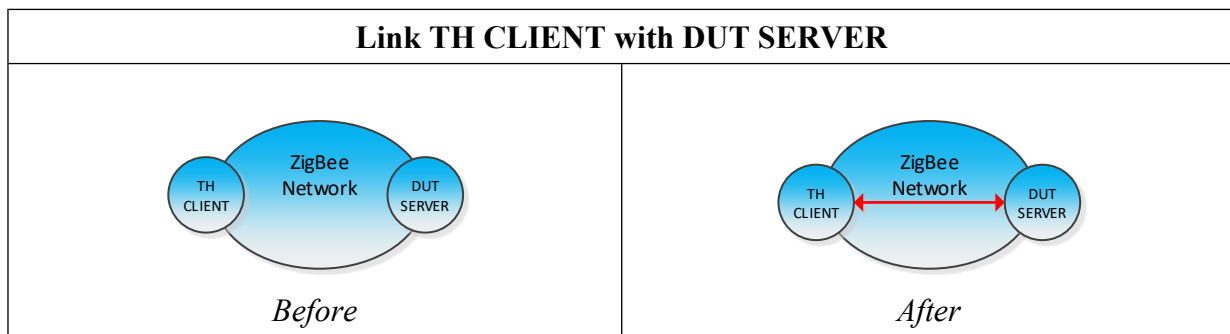 Link TH CLIENT with DUT SERVER
ZigBee
Network
TH
CLIENT
DUT
SERVER
Before
ZigBee
Network
TH
CLIENT
DUT
SERVER
After